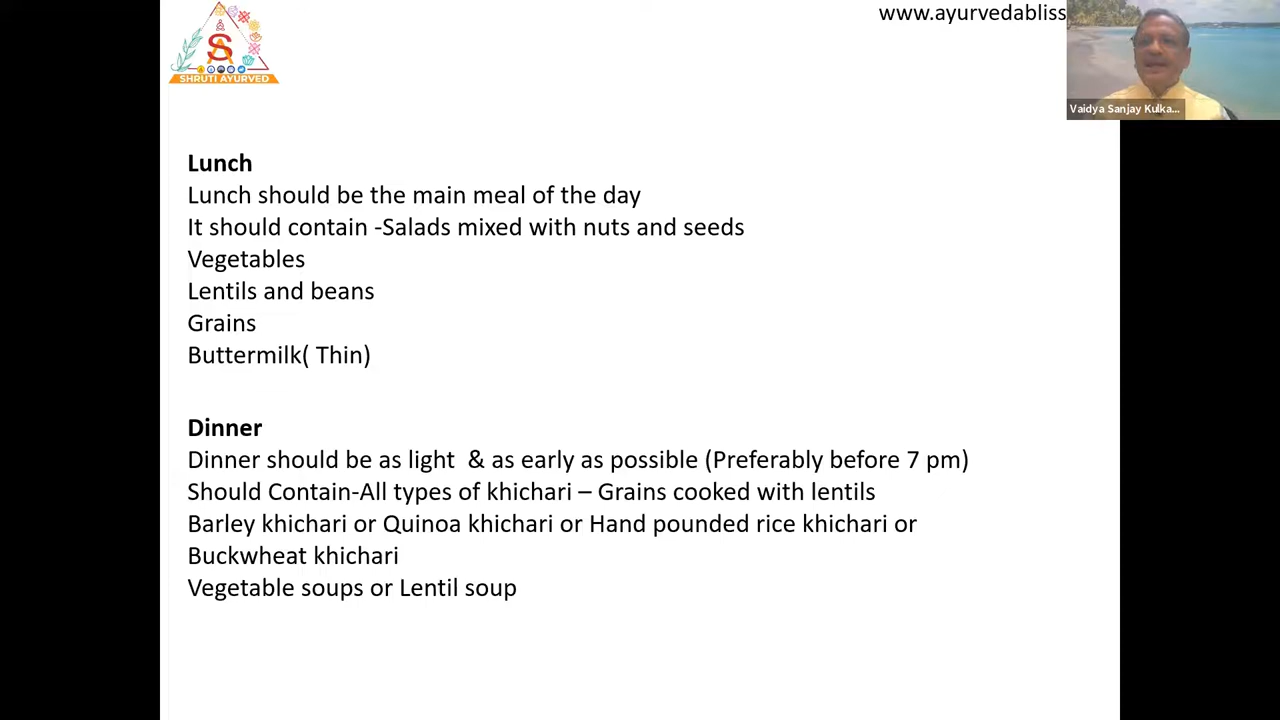 www.ayurvedabliss
SA
SHRUTI AYURVED
Vaidya Sanjay Kulka...
Lunch
Lunch should be the main meal of the day
It should contain -Salads mixed with nuts and seeds
Vegetables
Lentils and beans
Grains
Buttermilk( Thin)
Dinner
Dinner should be as light  & as early as possible (Preferably before 7 pm)
Should Contain-All types of khichari – Grains cooked with lentils
Barley khichari or Quinoa khichari or Hand pounded rice khichari or
Buckwheat khichari
Vegetable soups or Lentil soup